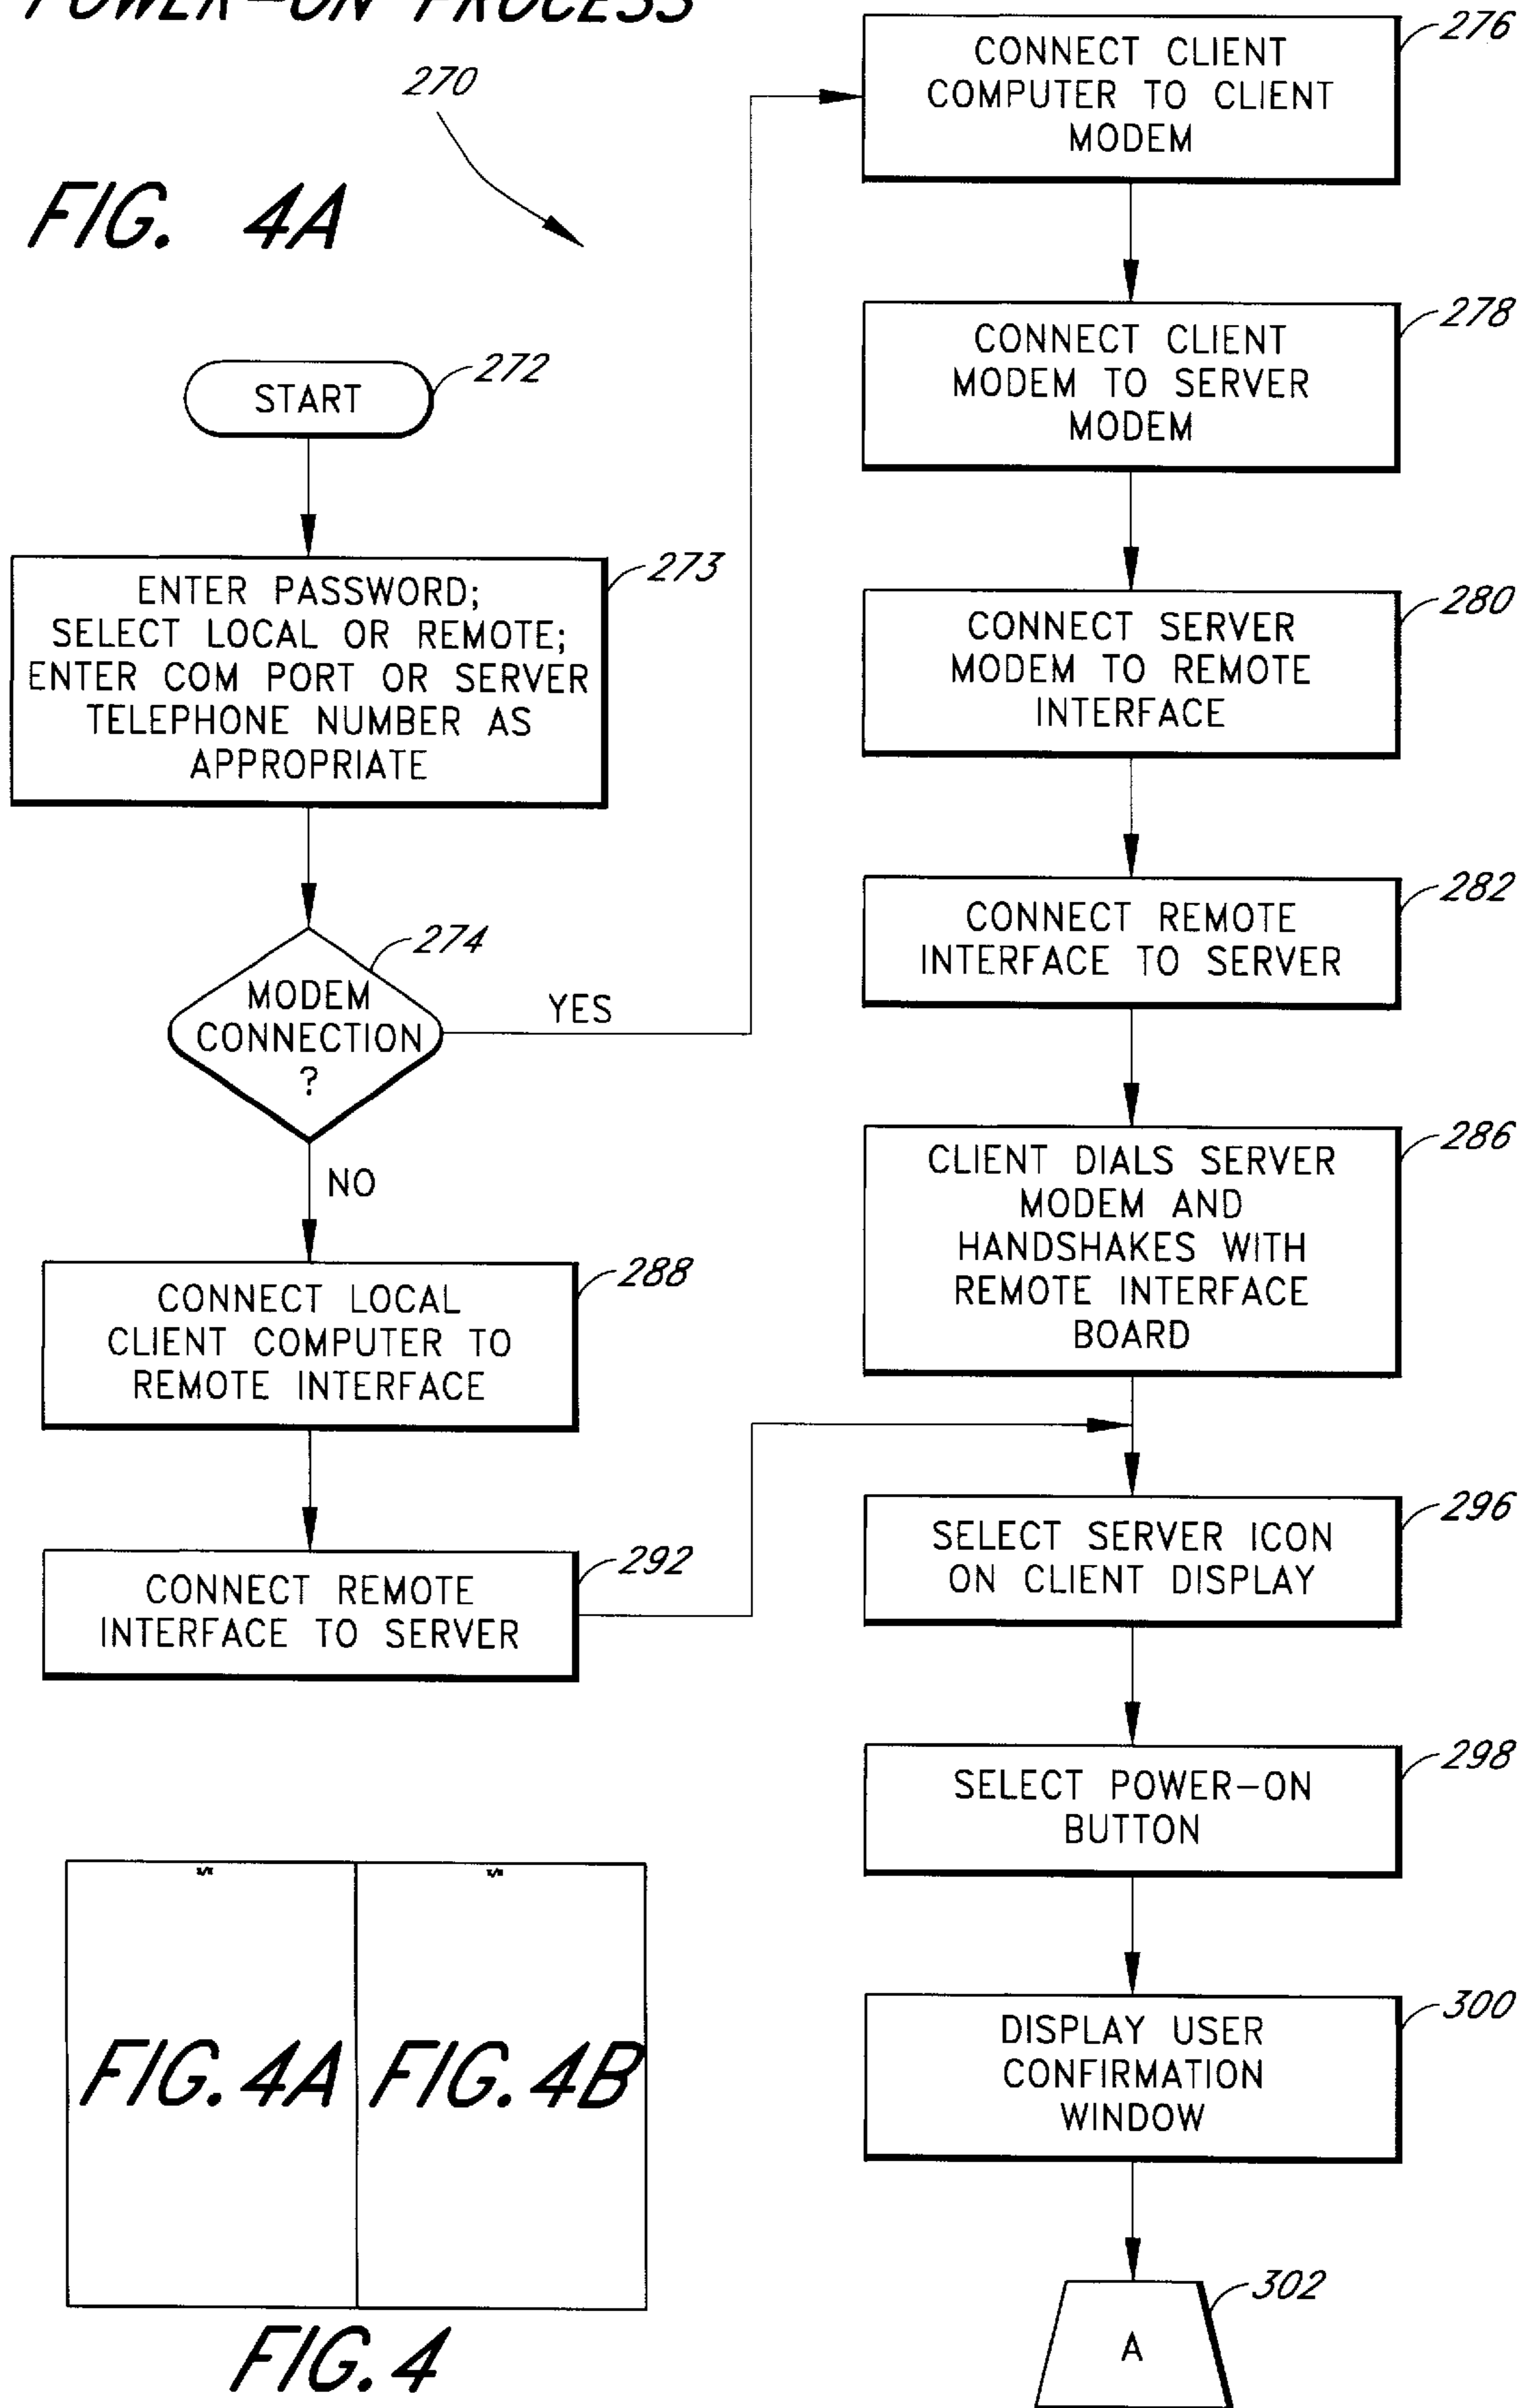 POWER-ON PROCESS
270
FIG. 4A
START
272
ENTER PASSWORD;
SELECT LOCAL OR REMOTE;
ENTER COM PORT OR SERVER
TELEPHONE NUMBER AS
APPROPRIATE
273
MODEM
CONNECTION
?
274
YES
NO
CONNECT LOCAL
CLIENT COMPUTER TO
REMOTE INTERFACE
288
CONNECT REMOTE
INTERFACE TO SERVER
292
CONNECT CLIENT
COMPUTER TO CLIENT
MODEM
276
CONNECT CLIENT
MODEM TO SERVER
MODEM
278
CONNECT SERVER
MODEM TO REMOTE
INTERFACE
280
CONNECT REMOTE
INTERFACE TO SERVER
282
CLIENT DIALS SERVER
MODEM AND
HANDSHAKES WITH
REMOTE INTERFACE
BOARD
286
SELECT SERVER ICON
ON CLIENT DISPLAY
296
SELECT POWER-ON
BUTTON
298
DISPLAY USER
CONFIRMATION
WINDOW
300
A
302
FIG.4A
FIG.4B
FIG.4